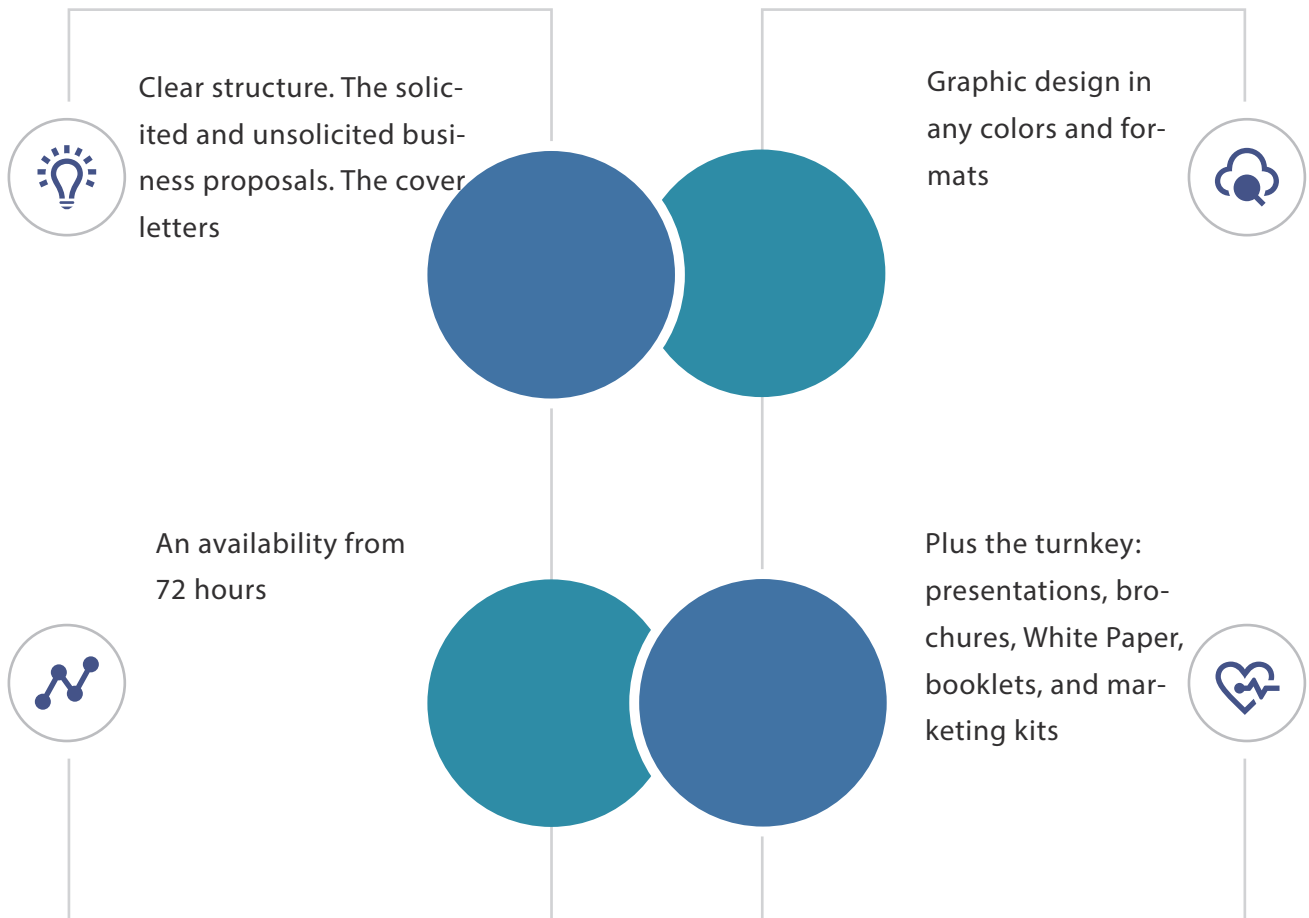 Clear structure. The solic-
ited and unsolicited busi-
ness proposals. The cover
letters
Graphic design in
any colors and for-
mats
An availability from
72 hours
Plus the turnkey:
presentations, bro-
chures, White Paper,
booklets, and mar-
keting kits